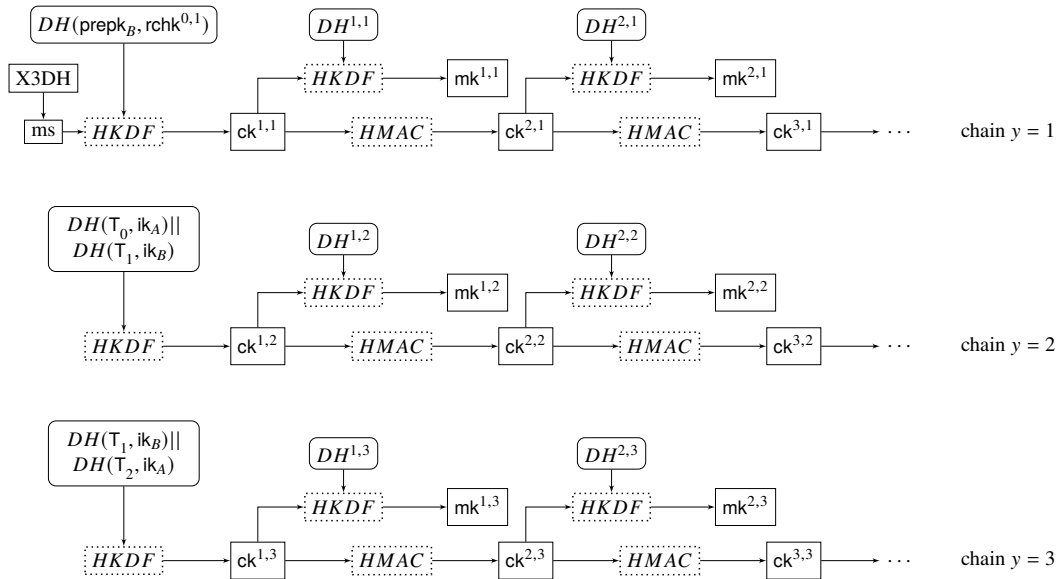 DH(prepk_B, rchk^{0,1})
DH^{1,1}
DH^{2,1}
X3DH
HKDF
mk^{1,1}
HKDF
mk^{2,1}
ms
HKDF
ck^{1,1}
HMAC
ck^{2,1}
HMAC
ck^{3,1}
⋯
chain y = 1
DH(T_0, ik_A)||
DH(T_1, ik_B)
DH^{1,2}
DH^{2,2}
HKDF
mk^{1,2}
HKDF
mk^{2,2}
HKDF
ck^{1,2}
HMAC
ck^{2,2}
HMAC
ck^{3,2}
⋯
chain y = 2
DH(T_1, ik_B)||
DH(T_2, ik_A)
DH^{1,3}
DH^{2,3}
HKDF
mk^{1,3}
HKDF
mk^{2,3}
HKDF
ck^{1,3}
HMAC
ck^{2,3}
HMAC
ck^{3,3}
⋯
chain y = 3